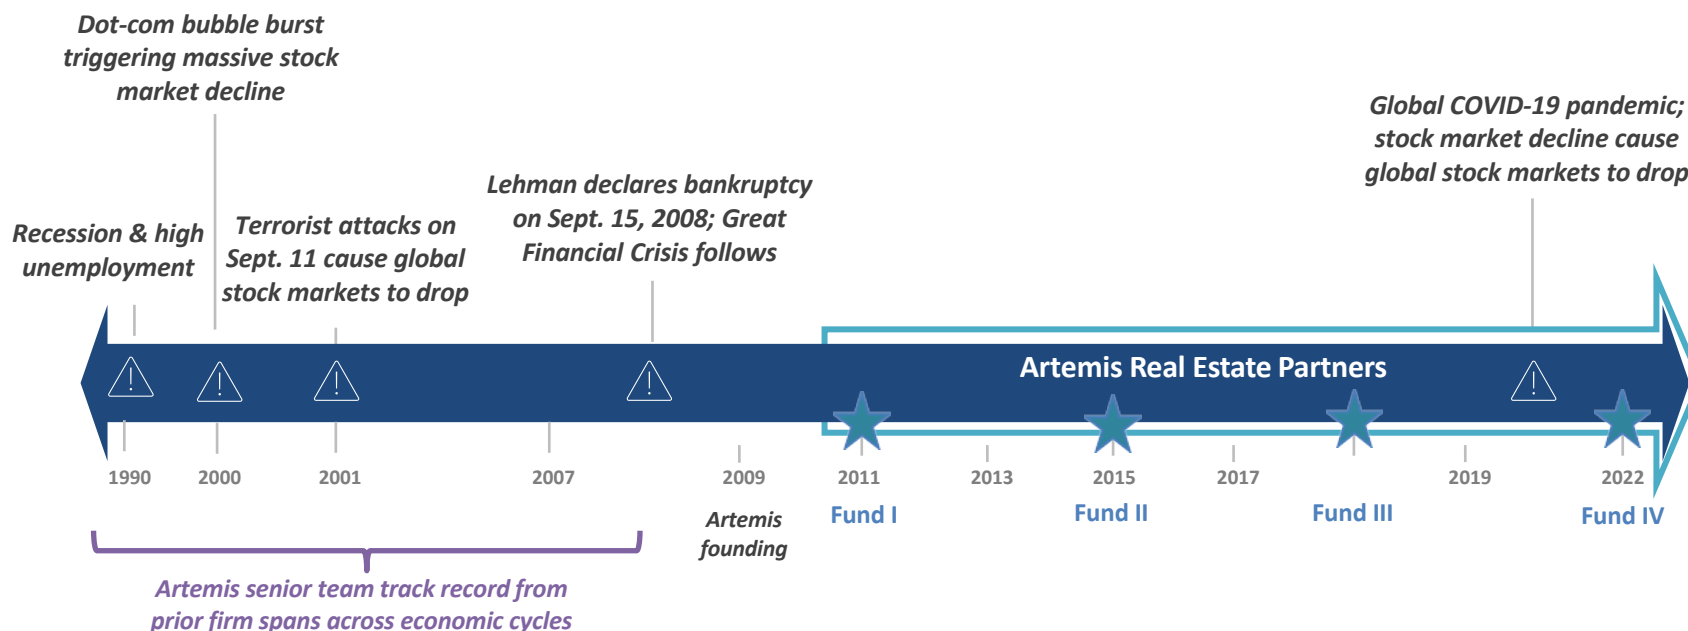 Dot-com bubble burst
triggering massive stock
market decline
Global COVID-19 pandemic;
stock market decline cause
global stock markets to drop
Lehman declares bankruptcy
on Sept. 15, 2008; Great
Financial Crisis follows
Recession & high
unemployment
Terrorist attacks on
Sept. 11 cause global
stock markets to drop
Artemis Real Estate Partners
1990
2000
2001
2007
2009
2011
2013
2015
2017
2019
2022
Artemis
founding
Fund I
Fund II
Fund III
Fund IV
Artemis senior team track record from
prior firm spans across economic cycles